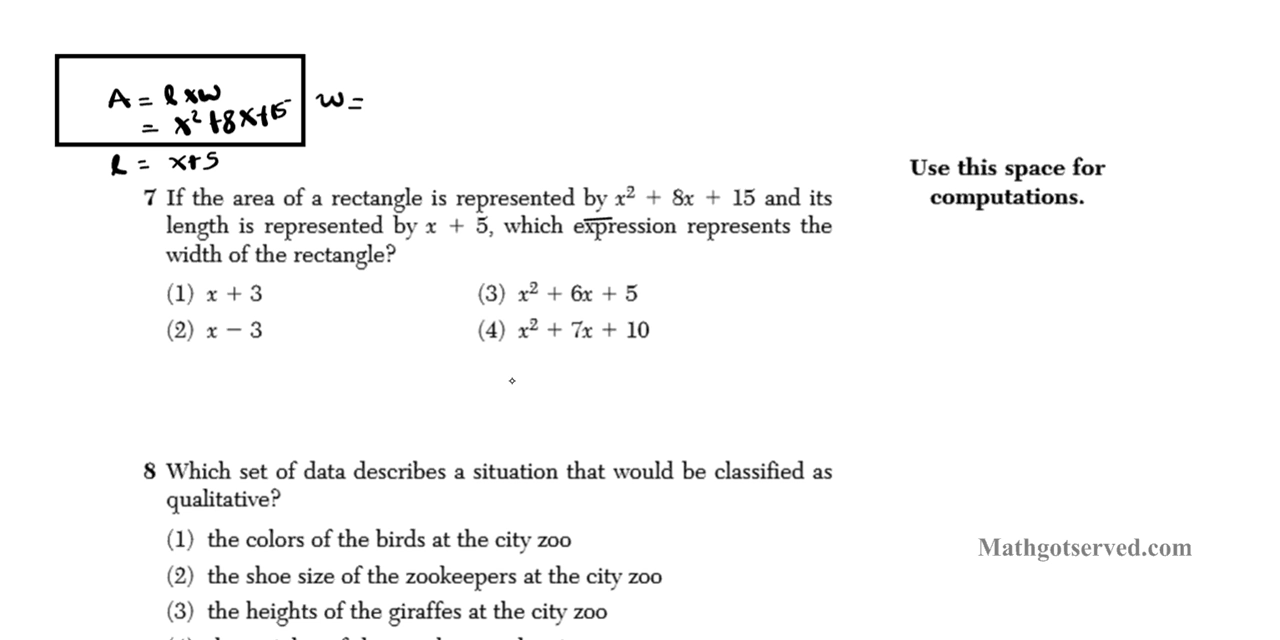 A = l x w
= x² + 8x + 15
w =
l = x + 5
Use this space for
computations.
7 If the area of a rectangle is represented by x² + 8x + 15 and its
length is represented by x + 5, which expression represents the
width of the rectangle?
(1) x + 3
(3) x² + 6x + 5
(2) x − 3
(4) x² + 7x + 10
8 Which set of data describes a situation that would be classified as
qualitative?
(1) the colors of the birds at the city zoo
(2) the shoe size of the zookeepers at the city zoo
(3) the heights of the giraffes at the city zoo
Mathgotserved.com